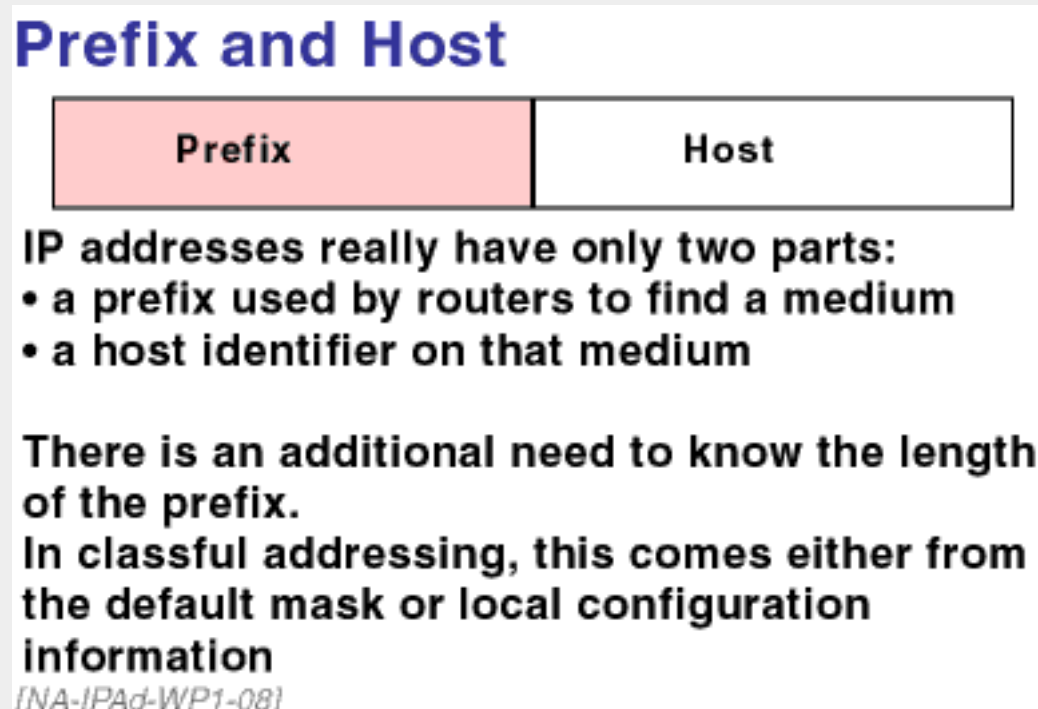 Prefix and Host
Prefix
Host
IP addresses really have only two parts:
• a prefix used by routers to find a medium
• a host identifier on that medium
There is an additional need to know the length
of the prefix.
In classful addressing, this comes either from
the default mask or local configuration
information
[NA-IPAd-WP1-08]